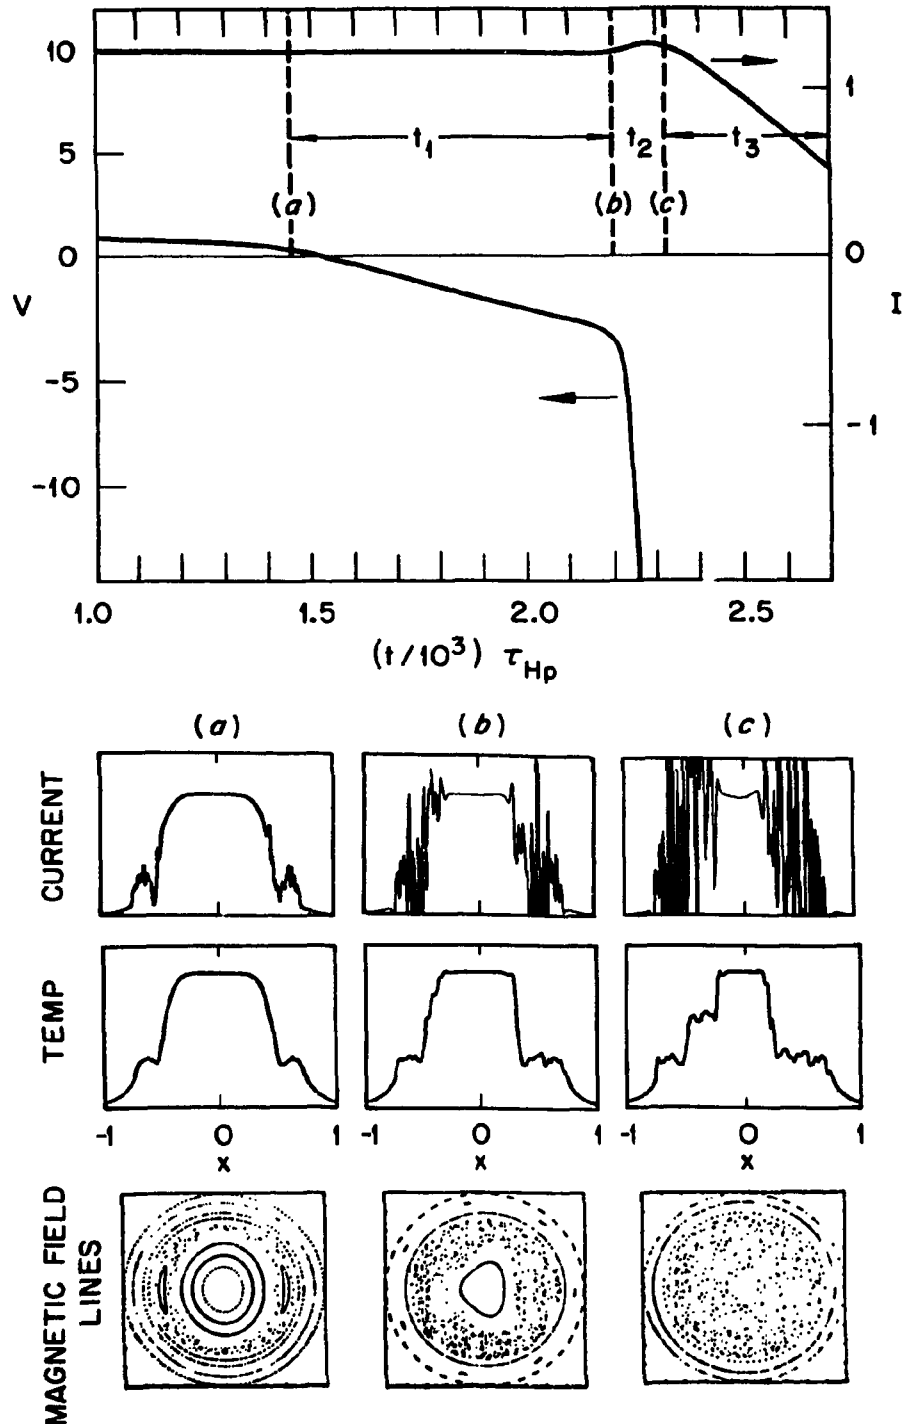 10
5
0
-5
-10
V
1
0
-1
I
t1
t2
t3
(a)
(b)
(c)
1.0
1.5
2.0
2.5
(t/10³) τHp
(a)
(b)
(c)
CURRENT
TEMP
-1
0
1
x
-1
0
1
x
-1
0
1
x
MAGNETIC FIELD
LINES